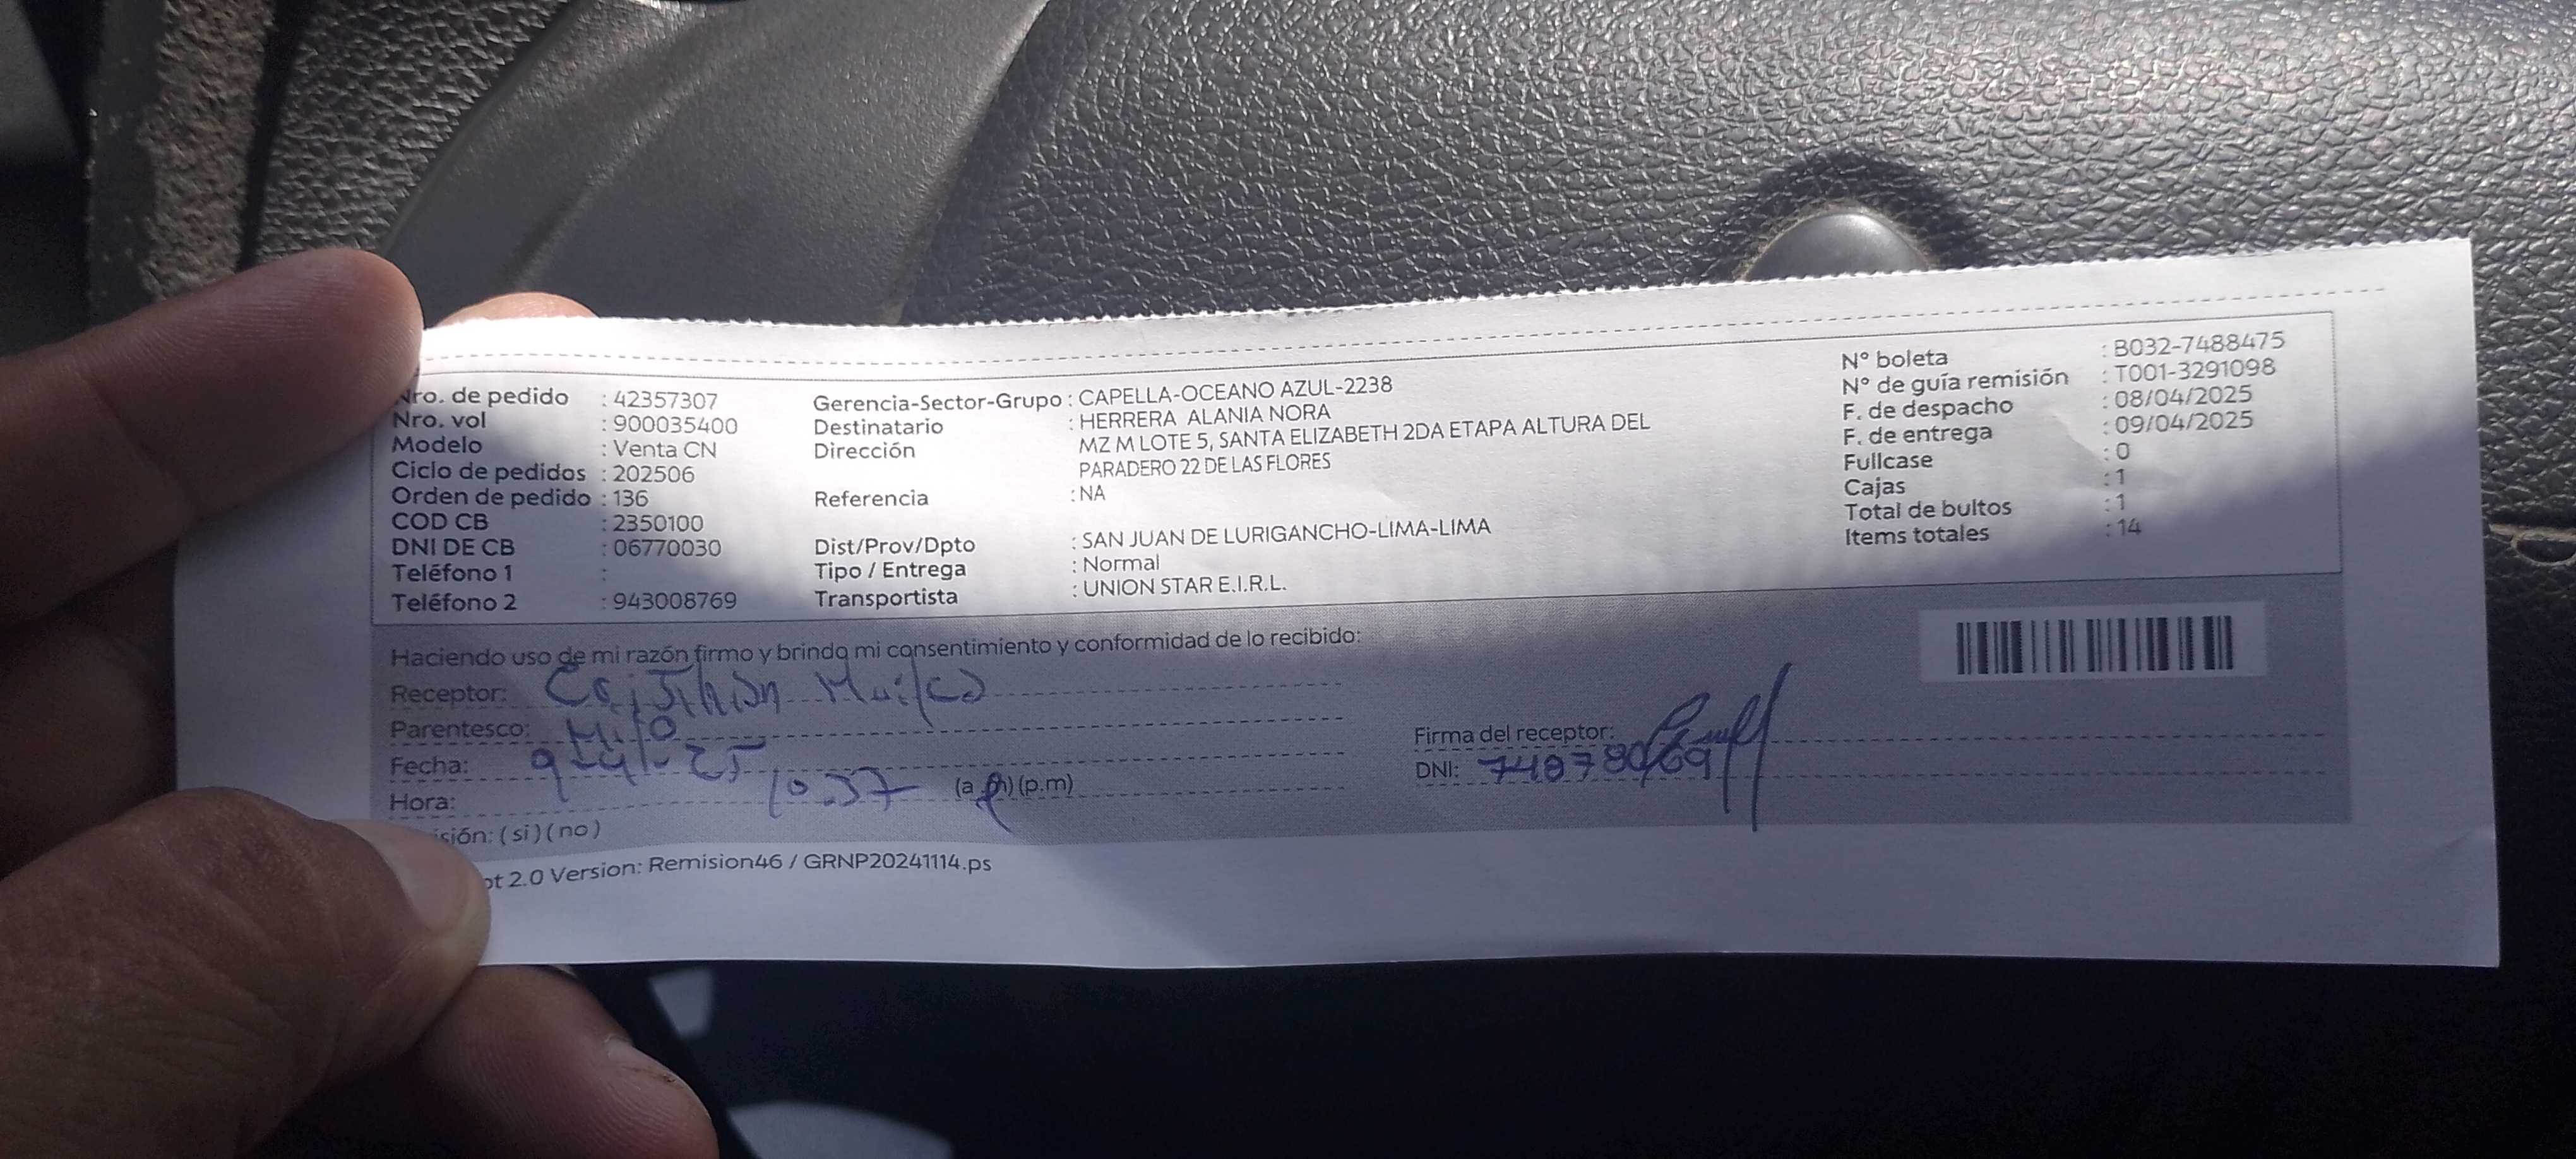 Nro. de pedido : 42357307
Nro. vol : 900035400
Modelo : Venta CN
Ciclo de pedidos : 202506
Orden de pedido : 136
COD CB : 2350100
DNI DE CB : 06770030
Teléfono 1 :
Teléfono 2 : 943008769
Gerencia-Sector-Grupo : CAPELLA-OCEANO AZUL-2238
Destinatario : HERRERA ALANIA NORA
Dirección MZ M LOTE 5, SANTA ELIZABETH 2DA ETAPA ALTURA DEL
PARADERO 22 DE LAS FLORES
Referencia : NA
Dist/Prov/Dpto : SAN JUAN DE LURIGANCHO-LIMA-LIMA
Tipo / Entrega : Normal
Transportista : UNION STAR E.I.R.L.
N° boleta : B032-7488475
N° de guía remisión : T001-3291098
F. de despacho : 08/04/2025
F. de entrega : 09/04/2025
Fullcase : 0
Cajas : 1
Total de bultos : 1
Items totales : 14
Haciendo uso de mi razón firmo y brindo mi consentimiento y conformidad de lo recibido:
Receptor:
Parentesco: Hijo
Fecha:
Hora: 10:37 (a.m) (p.m)
sión: ( si ) ( no )
Firma del receptor:
DNI:
ot 2.0 Version: Remision46 / GRNP20241114.ps